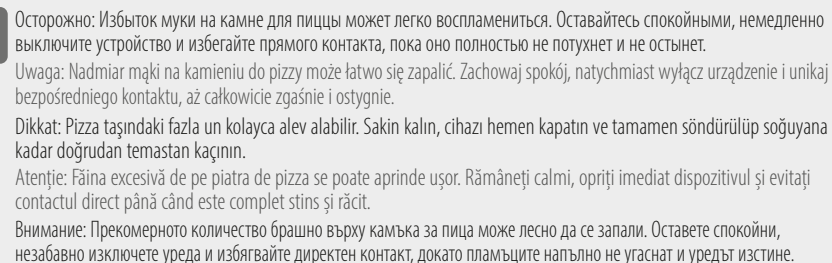 Осторожно: Избыток муки на камне для пиццы может легко воспламениться. Оставайтесь спокойными, немедленно
выключите устройство и избегайте прямого контакта, пока оно полностью не потухнет и не остынет.
Uwaga: Nadmiar mąki na kamieniu do pizzy może łatwo się zapalić. Zachowaj spokój, natychmiast wyłącz urządzenie i unikaj
bezpośredniego kontaktu, aż całkowicie zgaśnie i ostygnie.
Dikkat: Pizza taşındaki fazla un kolayca alev alabilir. Sakin kalın, cihazı hemen kapatın ve tamamen söndürülüp soğuyana
kadar doğrudan temastan kaçının.
Atenție: Făina excesivă de pe piatra de pizza se poate aprinde ușor. Rămâneți calmi, opriți imediat dispozitivul și evitați
contactul direct până când este complet stins și răcit.
Внимание: Прекомерното количество брашно върху камъка за пица може лесно да се запали. Оставете спокойни,
незабавно изключете уреда и избягвайте директен контакт, докато пламъците напълно не угаснат и уредът изстине.